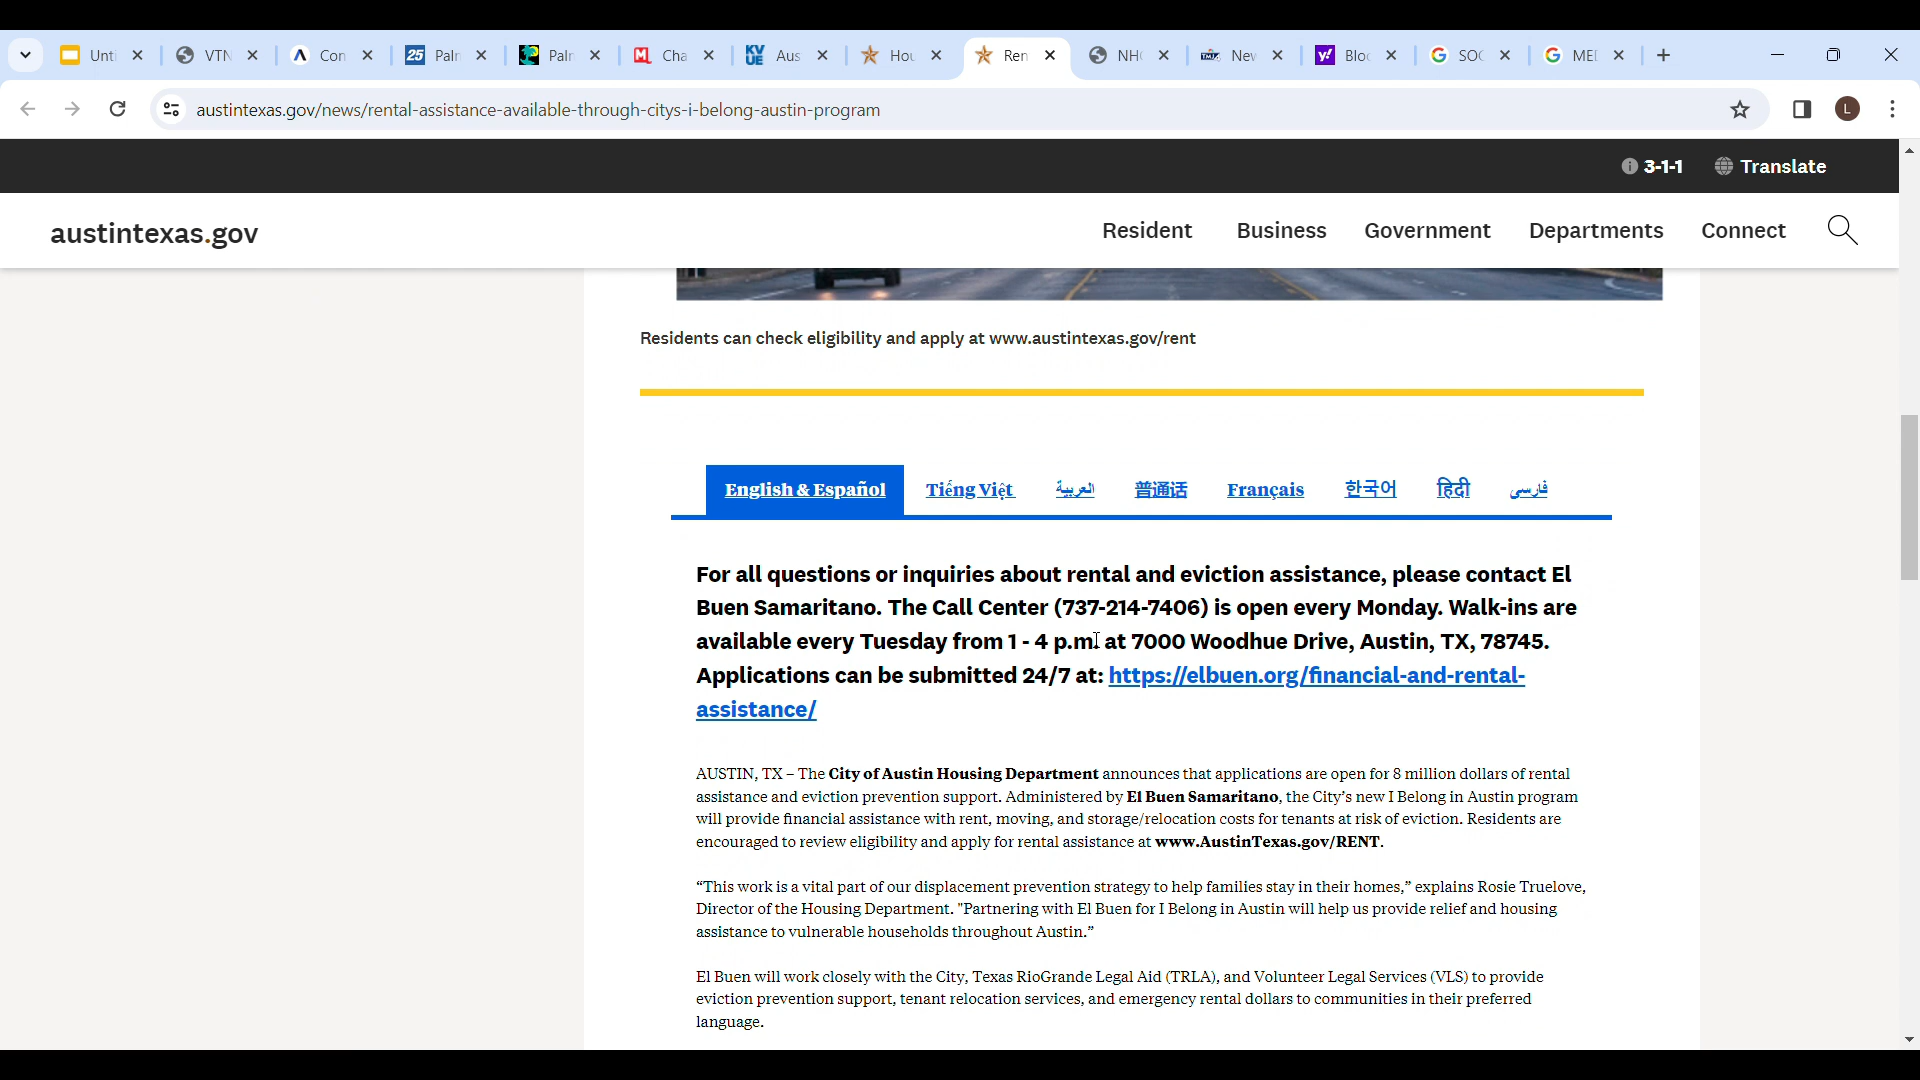 Unti
VTN
Con
25 Palr
Palr
Cha
KVUE Aus
Hou
Ren
NHC
New
Bloc
SOC
MEI
austintexas.gov/news/rental-assistance-available-through-citys-i-belong-austin-program
L
3-1-1 Translate
austintexas.gov Resident Business Government Departments Connect
Residents can check eligibility and apply at www.austintexas.gov/rent
English & Español Tiếng Việt العربية 普通话 Français 한국어 हिंदी فارسی
For all questions or inquiries about rental and eviction assistance, please contact El
Buen Samaritano. The Call Center (737-214-7406) is open every Monday. Walk-ins are
available every Tuesday from 1 - 4 p.m. at 7000 Woodhue Drive, Austin, TX, 78745.
Applications can be submitted 24/7 at: https://elbuen.org/financial-and-rental-
assistance/
AUSTIN, TX – The City of Austin Housing Department announces that applications are open for 8 million dollars of rental
assistance and eviction prevention support. Administered by El Buen Samaritano, the City’s new I Belong in Austin program
will provide financial assistance with rent, moving, and storage/relocation costs for tenants at risk of eviction. Residents are
encouraged to review eligibility and apply for rental assistance at www.AustinTexas.gov/RENT.
“This work is a vital part of our displacement prevention strategy to help families stay in their homes,” explains Rosie Truelove,
Director of the Housing Department. "Partnering with El Buen for I Belong in Austin will help us provide relief and housing
assistance to vulnerable households throughout Austin.”
El Buen will work closely with the City, Texas RioGrande Legal Aid (TRLA), and Volunteer Legal Services (VLS) to provide
eviction prevention support, tenant relocation services, and emergency rental dollars to communities in their preferred
language.